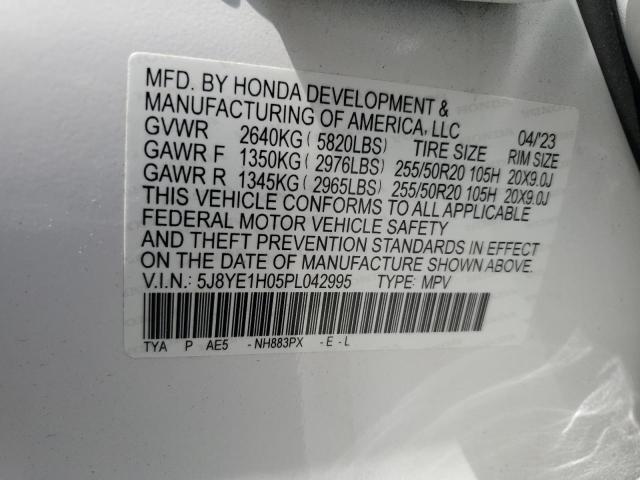 MFD. BY HONDA DEVELOPMENT &
MANUFACTURING OF AMERICA, LLC 04/'23
GVWR 2640KG ( 5820LBS) TIRE SIZE RIM SIZE
GAWR F 1350KG ( 2976LBS) 255/50R20 105H 20X9.0J
GAWR R 1345KG ( 2965LBS) 255/50R20 105H 20X9.0J
THIS VEHICLE CONFORMS TO ALL APPLICABLE
FEDERAL MOTOR VEHICLE SAFETY
AND THEFT PREVENTION STANDARDS IN EFFECT
ON THE DATE OF MANUFACTURE SHOWN ABOVE.
V.I.N.: 5J8YE1H05PL042995 TYPE: MPV
TYA P AE5 -NH883PX -E-L